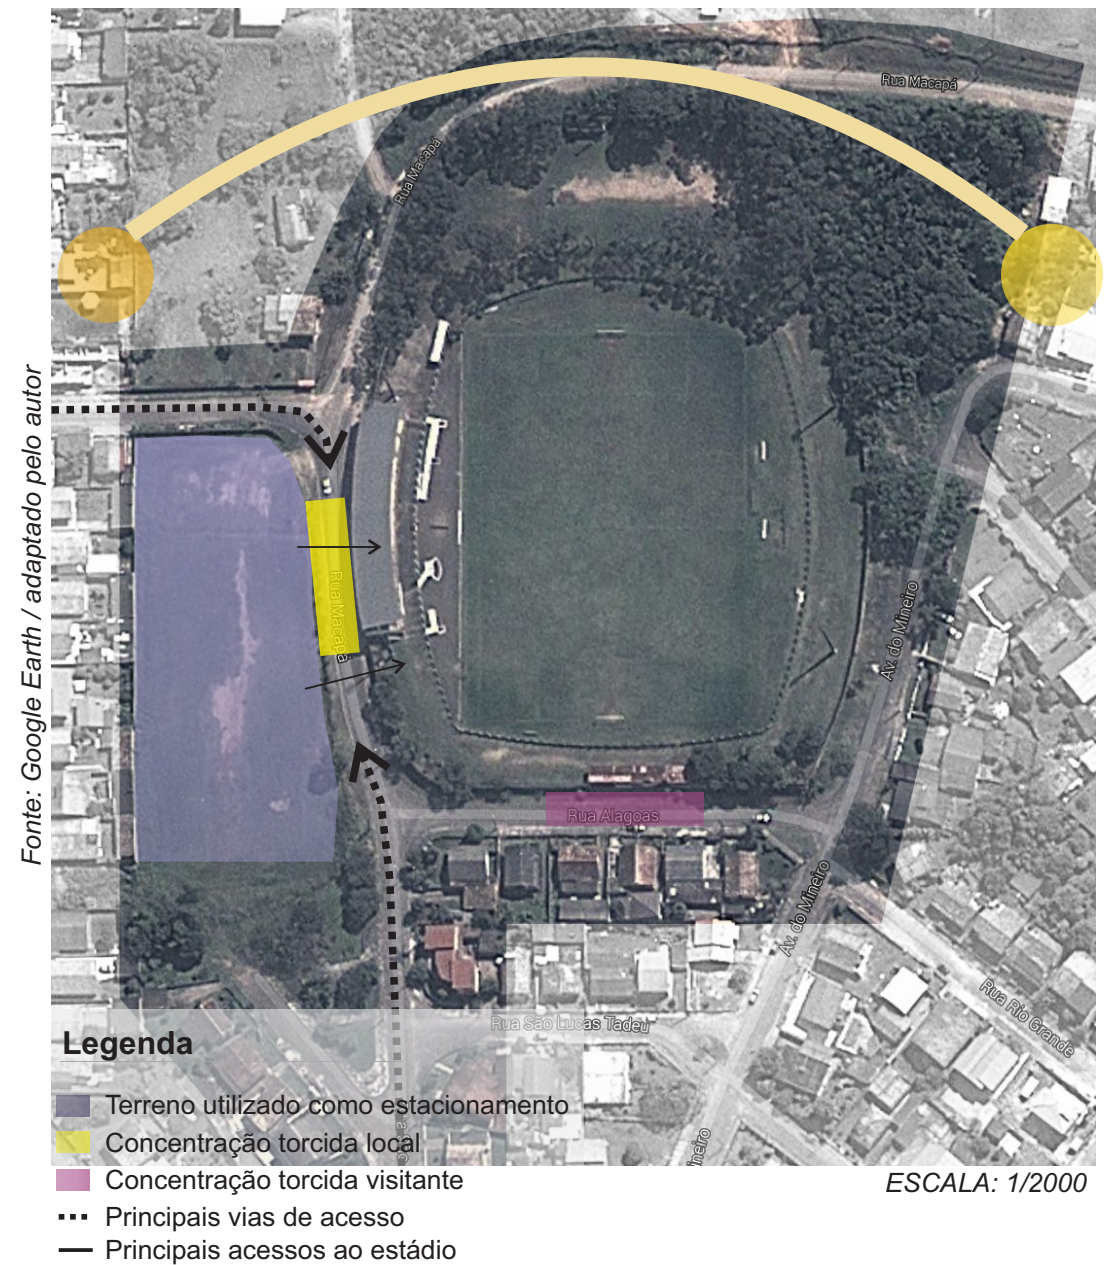 Rua Macapá
Rua Macapá
Fonte: Google Earth / adaptado pelo autor
Rua Macapá
Av. do Mineiro
Rua Alagoas
Av. do Mineiro
Rua Rio Grande
Rua São Lucas Tadeu
ineiro
Legenda
Terreno utilizado como estacionamento
Concentração torcida local
Concentração torcida visitante
Principais vias de acesso
Principais acessos ao estádio
ESCALA: 1/2000